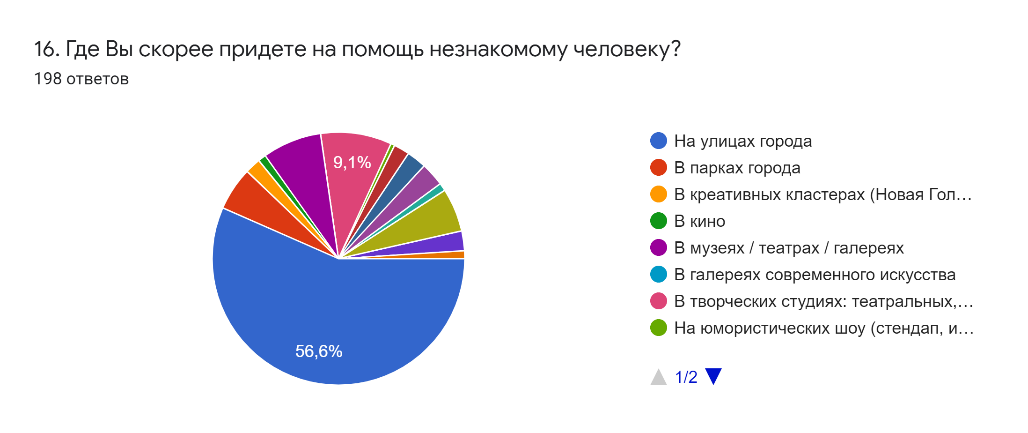 16. Где Вы скорее придете на помощь незнакомому человеку?
198 ответов
9,1%
56,6%
На улицах города
В парках города
В креативных кластерах (Новая Гол…
В кино
В музеях / театрах / галереях
В галереях современного искусства
В творческих студиях: театральных,…
На юмористических шоу (стендап, и…
1/2